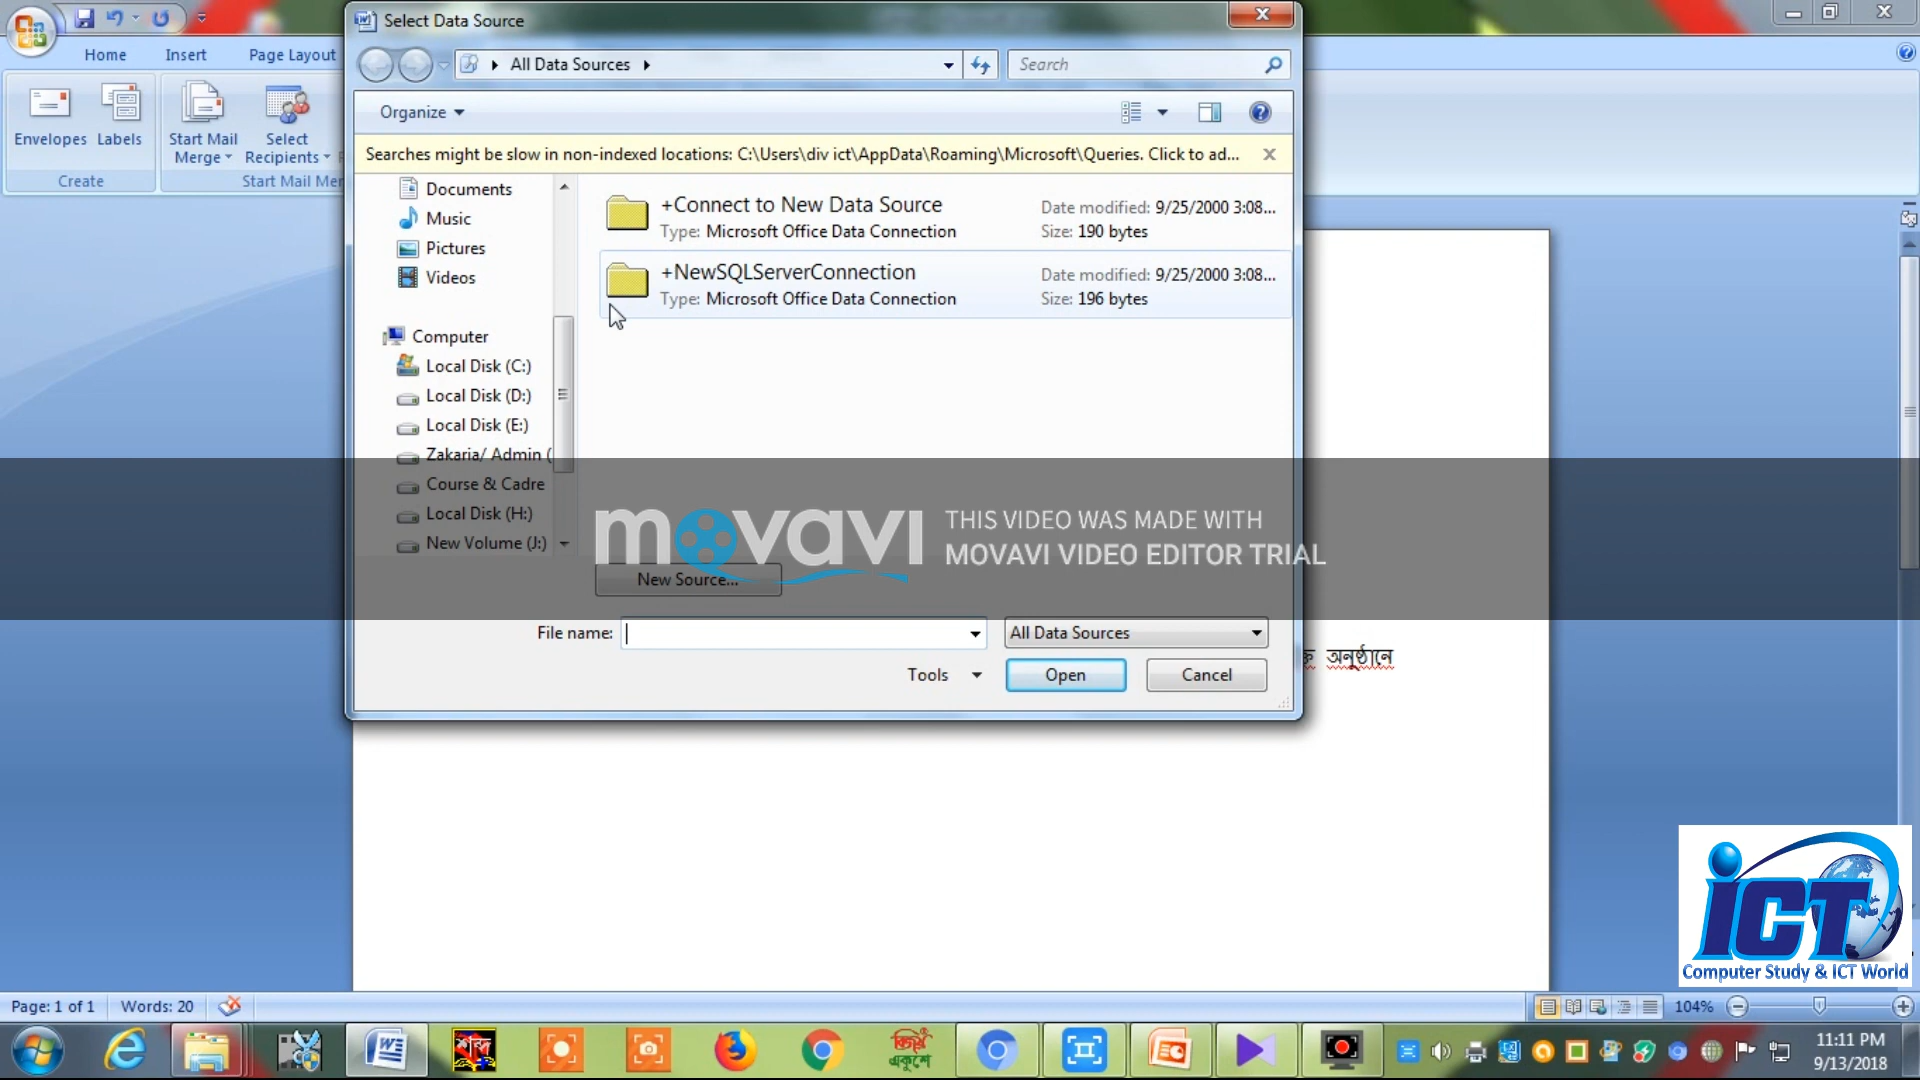 Select Data Source
Home Insert Page Layout
All Data Sources
Search
Organize
Envelopes Labels
Start Mail Merge
Select Recipients
Create
Start Mail Mer
Searches might be slow in non-indexed locations: C:\Users\div ict\AppData\Roaming\Microsoft\Queries. Click to ad...
Documents
Music
Pictures
Videos
Computer
Local Disk (C:)
Local Disk (D:)
Local Disk (E:)
Zakaria/ Admin (
Course & Cadre
Local Disk (H:)
New Volume (J:)
+Connect to New Data Source
Date modified: 9/25/2000 3:08...
Type: Microsoft Office Data Connection
Size: 190 bytes
+NewSQLServerConnection
Date modified: 9/25/2000 3:08...
Type: Microsoft Office Data Connection
Size: 196 bytes
movavi
THIS VIDEO WAS MADE WITH
MOVAVI VIDEO EDITOR TRIAL
New Source...
File name:
All Data Sources
Tools
Open
Cancel
অনুষ্ঠানে
iCT
Computer Study & ICT World
Page: 1 of 1 Words: 20
104%
11:11 PM
9/13/2018